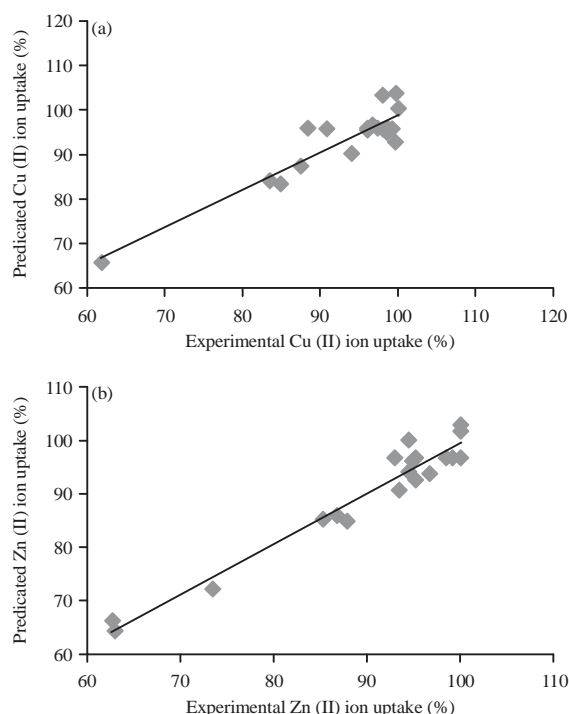 (a)
Predicated Cu (II) ion uptake (%)
120
110
100
90
80
70
60
60 70 80 90 100 110 120
Experimental Cu (II) ion uptake (%)
(b)
Predicated Zn (II) ion uptake (%)
110
100
90
80
70
60
60 70 80 90 100 110
Experimental Zn (II) ion uptake (%)